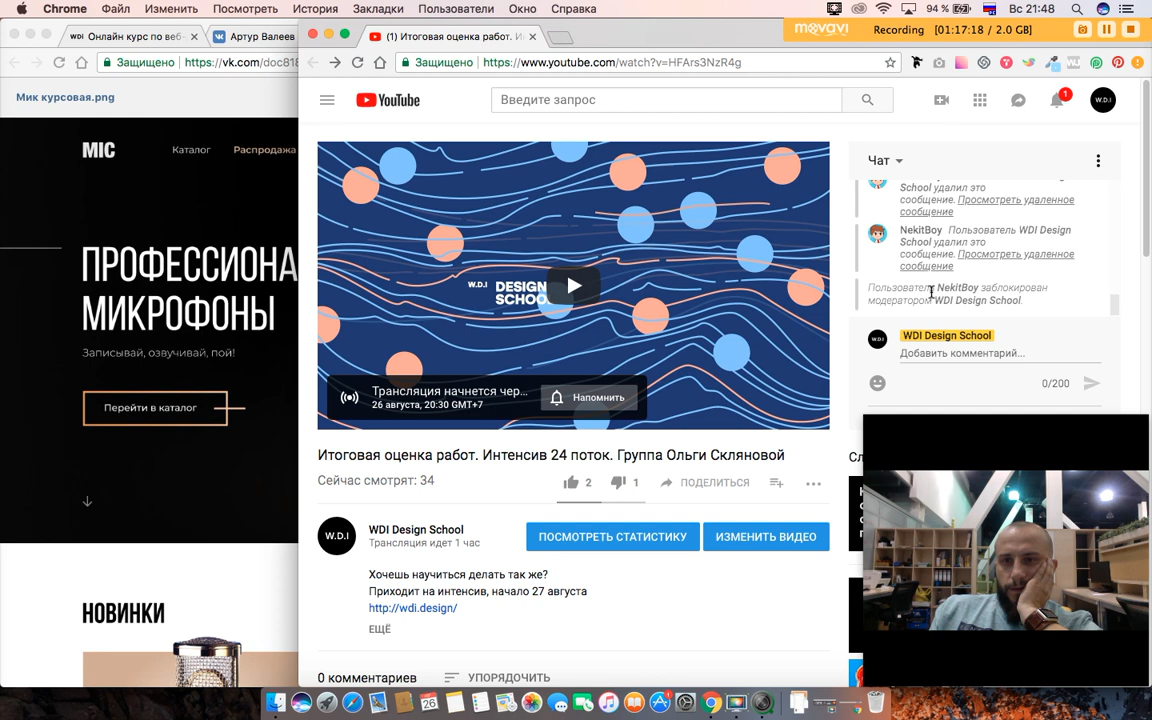 Chrome Файл Изменить Посмотреть История Закладки Пользователи Окно Справка 94 % Вс 21:48
movavi Recording [01:17:18 / 2.0 GB]
WDI Онлайн курс по веб- Артур Валеев
(1) Итоговая оценка работ. И
Защищено https://vk.com/doc818
Защищено https://www.youtube.com/watch?v=HFArs3NzR4g
Мик курсовая.png
MIC
Каталог
Распродажа
ПРОФЕССИОНА
МИКРОФОНЫ
Записывай, озвучивай, пой!
Перейти в каталог
НОВИНКИ
YouTube
Введите запрос
1
W.D.I
W.D.I DESIGN
SCHOO
Трансляция начнется чер...
26 августа, 20:30 GMT+7
Напомнить
Итоговая оценка работ. Интенсив 24 поток. Группа Ольги Скляновой
Сейчас смотрят: 34
2
1
ПОДЕЛИТЬСЯ
W.D.I
WDI Design School
Трансляция идет 1 час
ПОСМОТРЕТЬ СТАТИСТИКУ
ИЗМЕНИТЬ ВИДЕО
Хочешь научиться делать так же?
Приходит на интенсив, начало 27 августа
http://wdi.design/
ЕЩЁ
0 комментариев
УПОРЯДОЧИТЬ
Чат
School удалил это
сообщение. Просмотреть удаленное
сообщение
NekitBoy Пользователь WDI Design
School удалил это
сообщение. Просмотреть удаленное
сообщение
Пользователь NekitBoy заблокирован
модератором WDI Design School.
W.D.I
WDI Design School
Добавить комментарий...
0/200
26
1